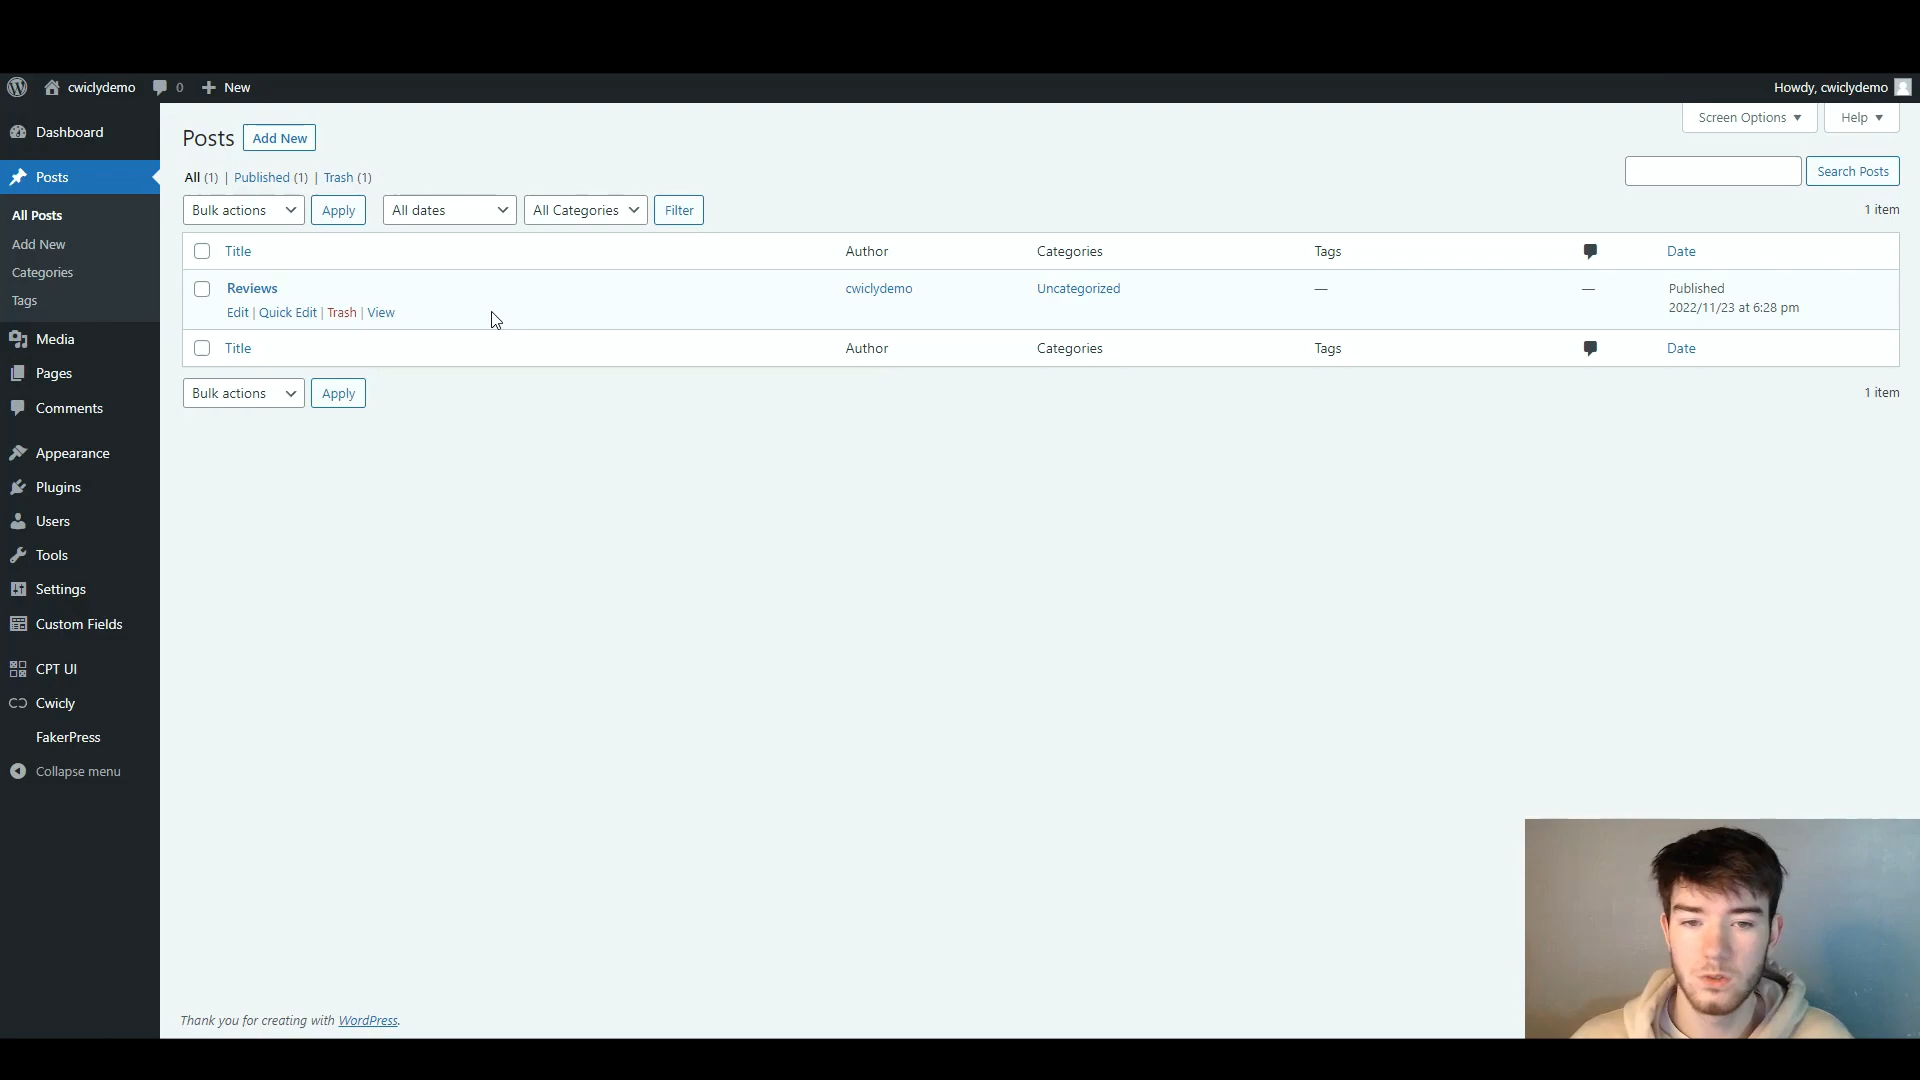 cwiclydemo 0 New Howdy, cwiclydemo
Dashboard
Posts
All Posts
Add New
Categories
Tags
Media
Pages
Comments
Appearance
Plugins
Users
Tools
Settings
Custom Fields
CPT UI
Cwicly
FakerPress
Collapse menu
Screen Options Help
Posts Add New
All (1) | Published (1) | Trash (1)
Search Posts
Bulk actions Apply All dates All Categories Filter 1 item
Title Author Categories Tags Date
Reviews cwiclydemo Uncategorized — — Published
Edit | Quick Edit | Trash | View 2022/11/23 at 6:28 pm
Title Author Categories Tags Date
Bulk actions Apply 1 item
Thank you for creating with WordPress.